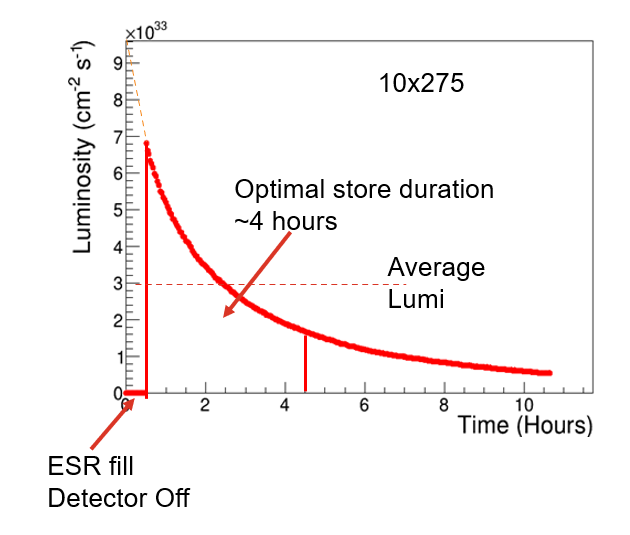 ×10³³
9
8
7
6
5
4
3
2
1
0
Luminosity (cm⁻² s⁻¹)
10x275
Optimal store duration
~4 hours
Average
Lumi
0 2 4 6 8 10
Time (Hours)
ESR fill
Detector Off